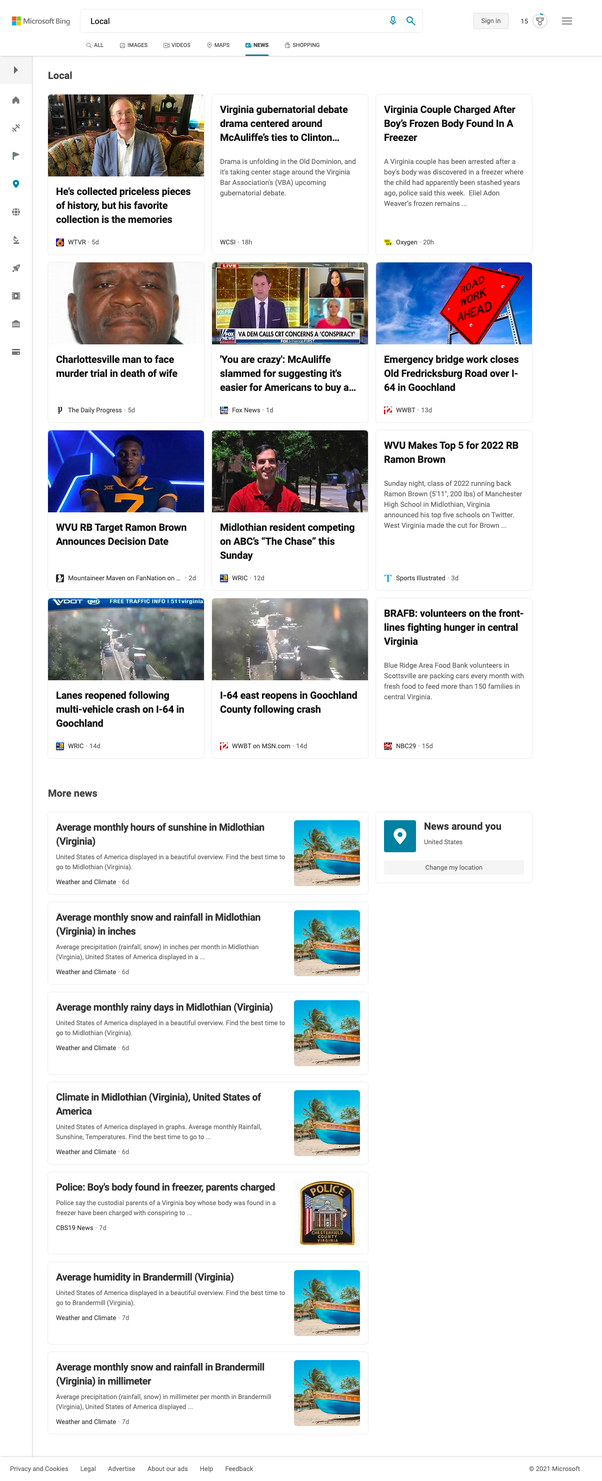 Microsoft Bing
Local
Sign in
15
ALL
IMAGES
VIDEOS
MAPS
NEWS
SHOPPING
Local
He's collected priceless pieces
of history, but his favorite
collection is the memories
WTVR · 5d
Virginia gubernatorial debate
drama centered around
McAuliffe's ties to Clinton...
Drama is unfolding in the Old Dominion, and
it's taking center stage around the Virginia
Bar Association's (VBA) upcoming
gubernatorial debate.
WCSI · 18h
Virginia Couple Charged After
Boy's Frozen Body Found In A
Freezer
A Virginia couple has been arrested after a
boy's body was discovered in a freezer where
the child had apparently been stashed years
ago, police said this week. Eliel Adon
Weaver's frozen remains ...
Oxygen · 20h
Charlottesville man to face
murder trial in death of wife
The Daily Progress · 5d
LIVE
FOX NEWS
VA DEM CALLS CRT CONCERNS A 'CONSPIRACY'
'You are crazy': McAuliffe
slammed for suggesting it's
easier for Americans to buy a...
Fox News · 1d
ROAD
WORK
AHEAD
Emergency bridge work closes
Old Fredricksburg Road over I-
64 in Goochland
WWBT · 13d
7
WVU RB Target Ramon Brown
Announces Decision Date
Mountaineer Maven on FanNation on ... · 2d
Midlothian resident competing
on ABC's "The Chase" this
Sunday
WRIC · 12d
WVU Makes Top 5 for 2022 RB
Ramon Brown
Sunday night, class of 2022 running back
Ramon Brown (5'11", 200 lbs) of Manchester
High School in Midlothian, Virginia
announced his top five schools on Twitter.
West Virginia made the cut for Brown ...
Sports Illustrated · 3d
VDOT 511 FREE TRAFFIC INFO | 511virginia
Lanes reopened following
multi-vehicle crash on I-64 in
Goochland
WRIC · 14d
I-64 east reopens in Goochland
County following crash
WWBT on MSN.com · 14d
BRAFB: volunteers on the front-
lines fighting hunger in central
Virginia
Blue Ridge Area Food Bank volunteers in
Scottsville are packing cars every month with
fresh food to feed more than 150 families in
central Virginia.
NBC29 · 15d
More news
Average monthly hours of sunshine in Midlothian
(Virginia)
United States of America displayed in a beautiful overview. Find the best time to
go to Midlothian (Virginia).
Weather and Climate · 6d
News around you
United States
Change my location
Average monthly snow and rainfall in Midlothian
(Virginia) in inches
Average precipitation (rainfall, snow) in inches per month in Midlothian
(Virginia), United States of America displayed in a ...
Weather and Climate · 6d
Average monthly rainy days in Midlothian (Virginia)
United States of America displayed in a beautiful overview. Find the best time to
go to Midlothian (Virginia).
Weather and Climate · 6d
Climate in Midlothian (Virginia), United States of
America
United States of America displayed in graphs. Average monthly Rainfall,
Sunshine, Temperatures. Find the best time to go to ...
Weather and Climate · 6d
Police: Boy's body found in freezer, parents charged
Police say the custodial parents of a Virginia boy whose body was found in a
freezer have been charged with conspiring to ...
CBS19 News · 7d
POLICE
CHESTERFIELD
COUNTY
VIRGINIA
Average humidity in Brandermill (Virginia)
United States of America displayed in a beautiful overview. Find the best time to
go to Brandermill (Virginia).
Weather and Climate · 7d
Average monthly snow and rainfall in Brandermill
(Virginia) in millimeter
Average precipitation (rainfall, snow) in millimeter per month in Brandermill
(Virginia), United States of America displayed ...
Weather and Climate · 7d
Privacy and Cookies
Legal
Advertise
About our ads
Help
Feedback
© 2021 Microsoft